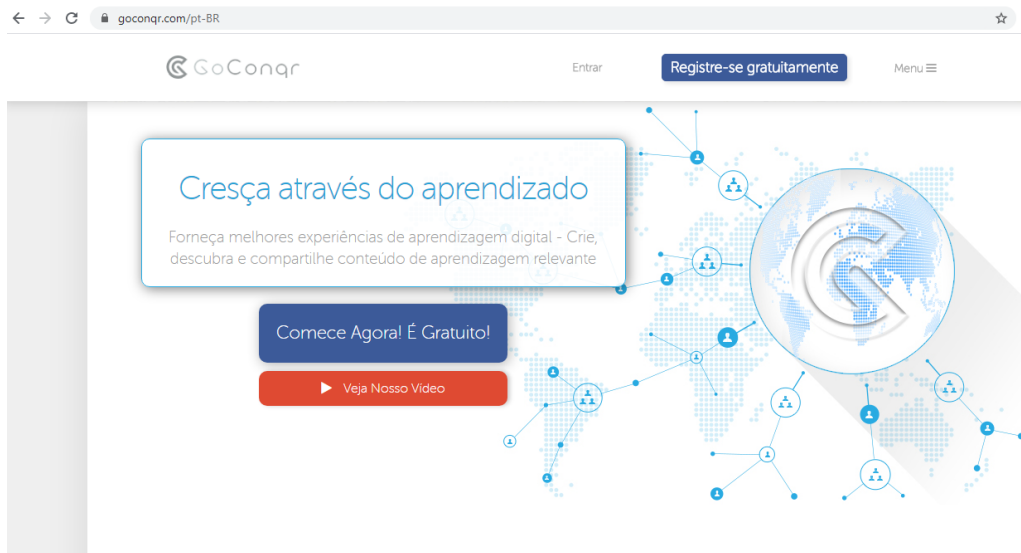 goconqr.com/pt-BR
GoConqr
Entrar
Registre-se gratuitamente
Menu
Cresça através do aprendizado
Forneça melhores experiências de aprendizagem digital - Crie,
descubra e compartilhe conteúdo de aprendizagem relevante
Comece Agora! É Gratuito!
Veja Nosso Vídeo